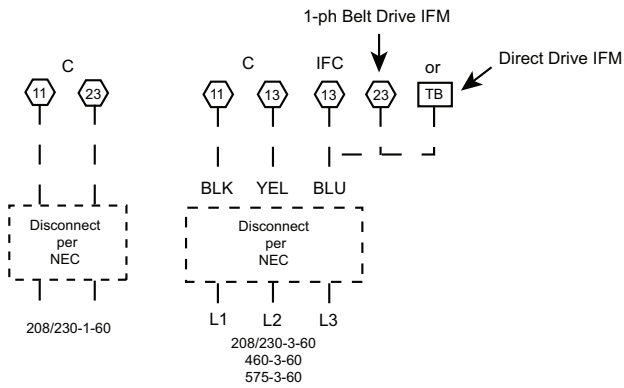 1-ph Belt Drive IFM
C
C IFC or Direct Drive IFM
11 23
11 13 13 23 TB
BLK YEL BLU
Disconnect
per
NEC
Disconnect
per
NEC
208/230-1-60
L1 L2 L3
208/230-3-60
460-3-60
575-3-60